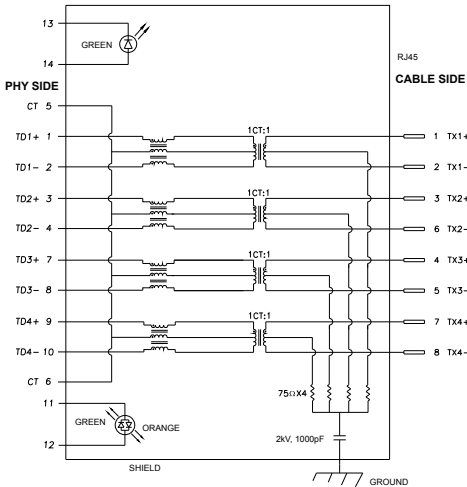 13
GREEN
14
RJ45
PHY SIDE
CABLE SIDE
CT 5
1CT:1
TD1+ 1
1 TX1+
TD1- 2
2 TX1-
1CT:1
TD2+ 3
3 TX2+
TD2- 4
6 TX2-
1CT:1
TD3+ 7
4 TX3+
TD3- 8
5 TX3-
1CT:1
TD4+ 9
7 TX4+
TD4- 10
8 TX4-
CT 6
75ΩX4
11
GREEN
ORANGE
12
2kV, 1000pF
SHIELD
GROUND